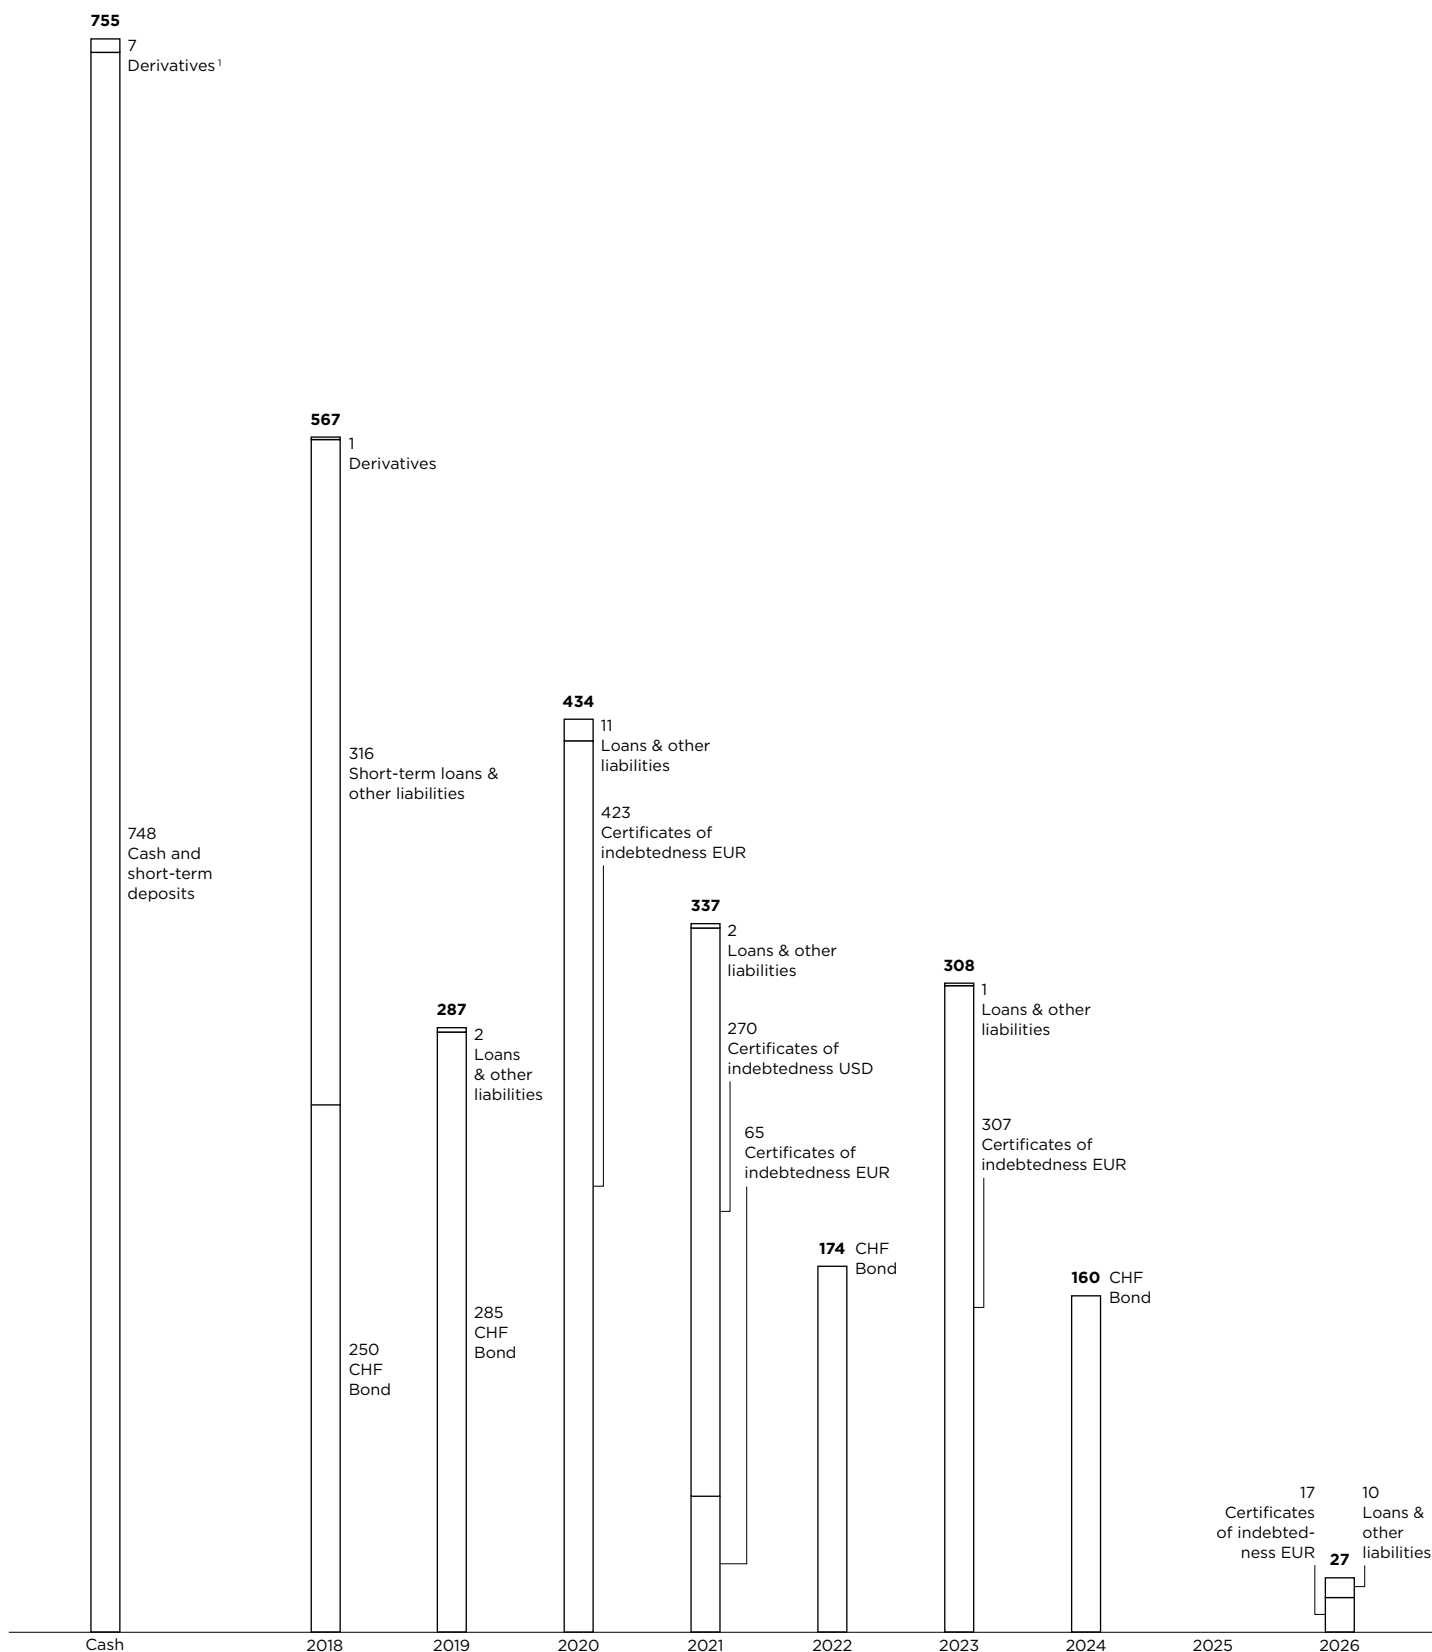 755
7
Derivatives¹
748
Cash and
short-term
deposits
567
1
Derivatives
316
Short-term loans &
other liabilities
250
CHF
Bond
287
2
Loans
& other
liabilities
285
CHF
Bond
434
11
Loans & other
liabilities
423
Certificates of
indebtedness EUR
337
2
Loans & other
liabilities
270
Certificates of
indebtedness USD
65
Certificates of
indebtedness EUR
174 CHF
Bond
308
1
Loans & other
liabilities
307
Certificates of
indebtedness EUR
160 CHF
Bond
17
Certificates
of indebted-
ness EUR
27
10
Loans &
other
liabilities
Cash 2018 2019 2020 2021 2022 2023 2024 2025 2026